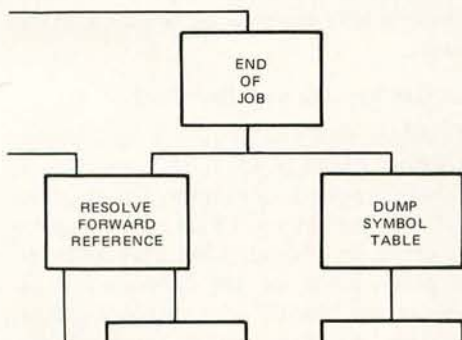 END
OF
JOB
RESOLVE
FORWARD
REFERENCE
DUMP
SYMBOL
TABLE